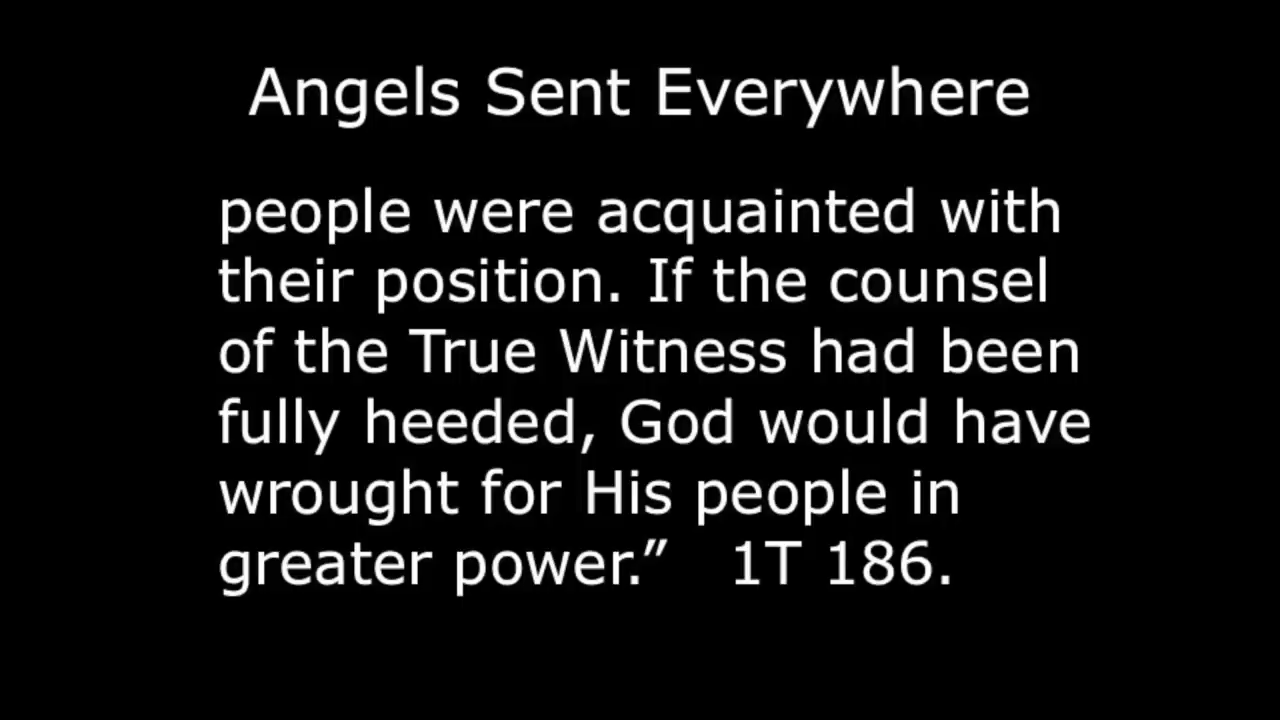 Angels Sent Everywhere
people were acquainted with
their position. If the counsel
of the True Witness had been
fully heeded, God would have
wrought for His people in
greater power.” 1T 186.